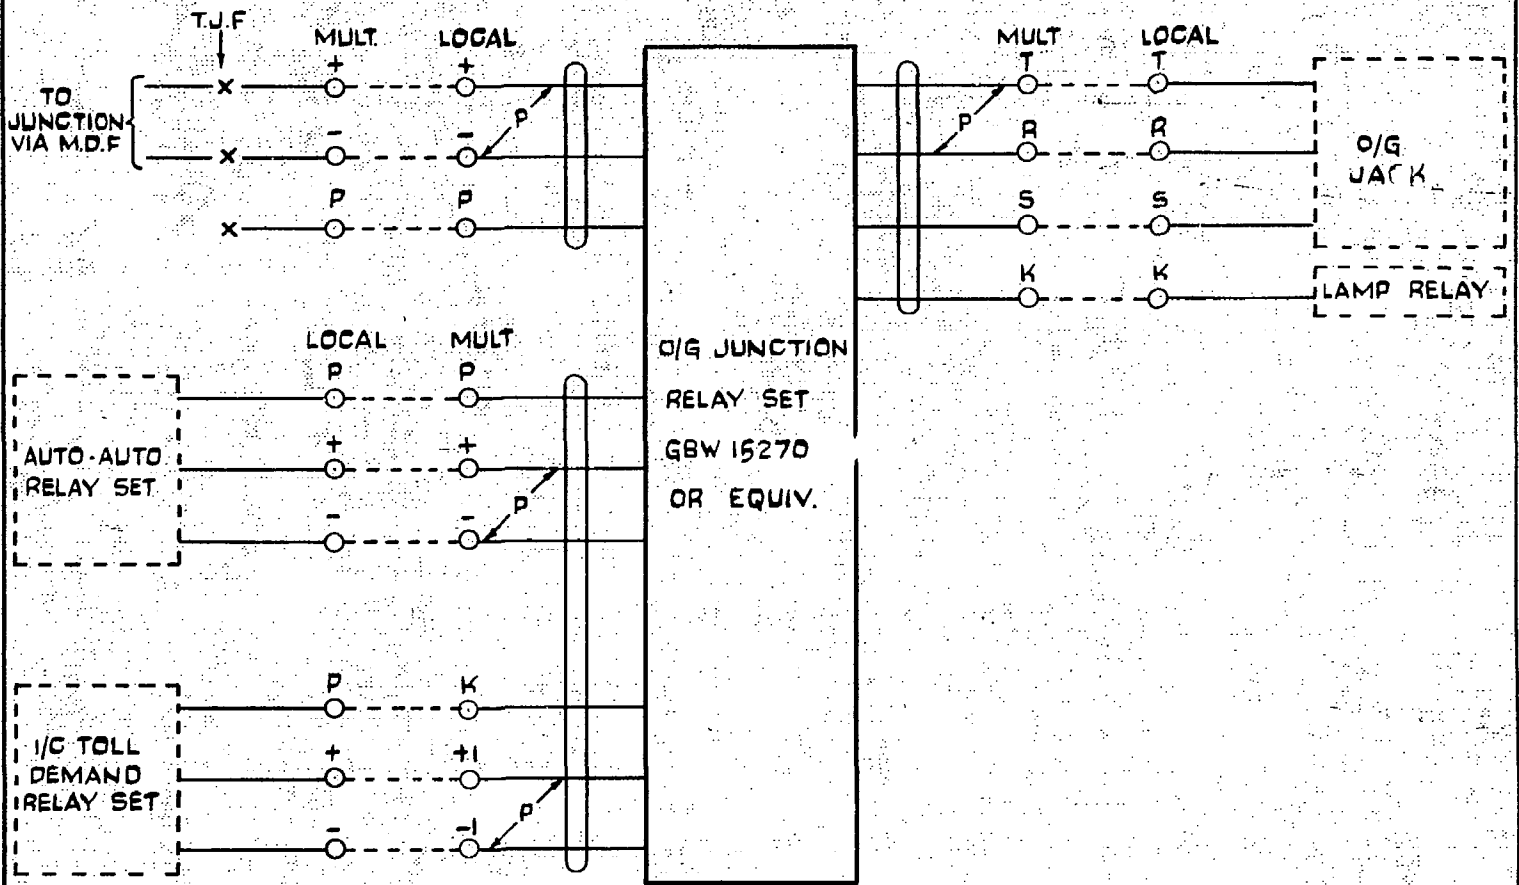 T.J.F
MULT. LOCAL
+ +
TO
JUNCTION
VIA M.D.F
- -
P
P P
MULT LOCAL
T T
P
R R
S S
K K
O/G
JACK
LAMP RELAY
LOCAL MULT
P P
+ +
- -
P
AUTO-AUTO
RELAY SET
O/G JUNCTION
RELAY SET
GBW 15270
OR EQUIV.
P K
+ +1
- -1
P
I/C TOLL
DEMAND
RELAY SET